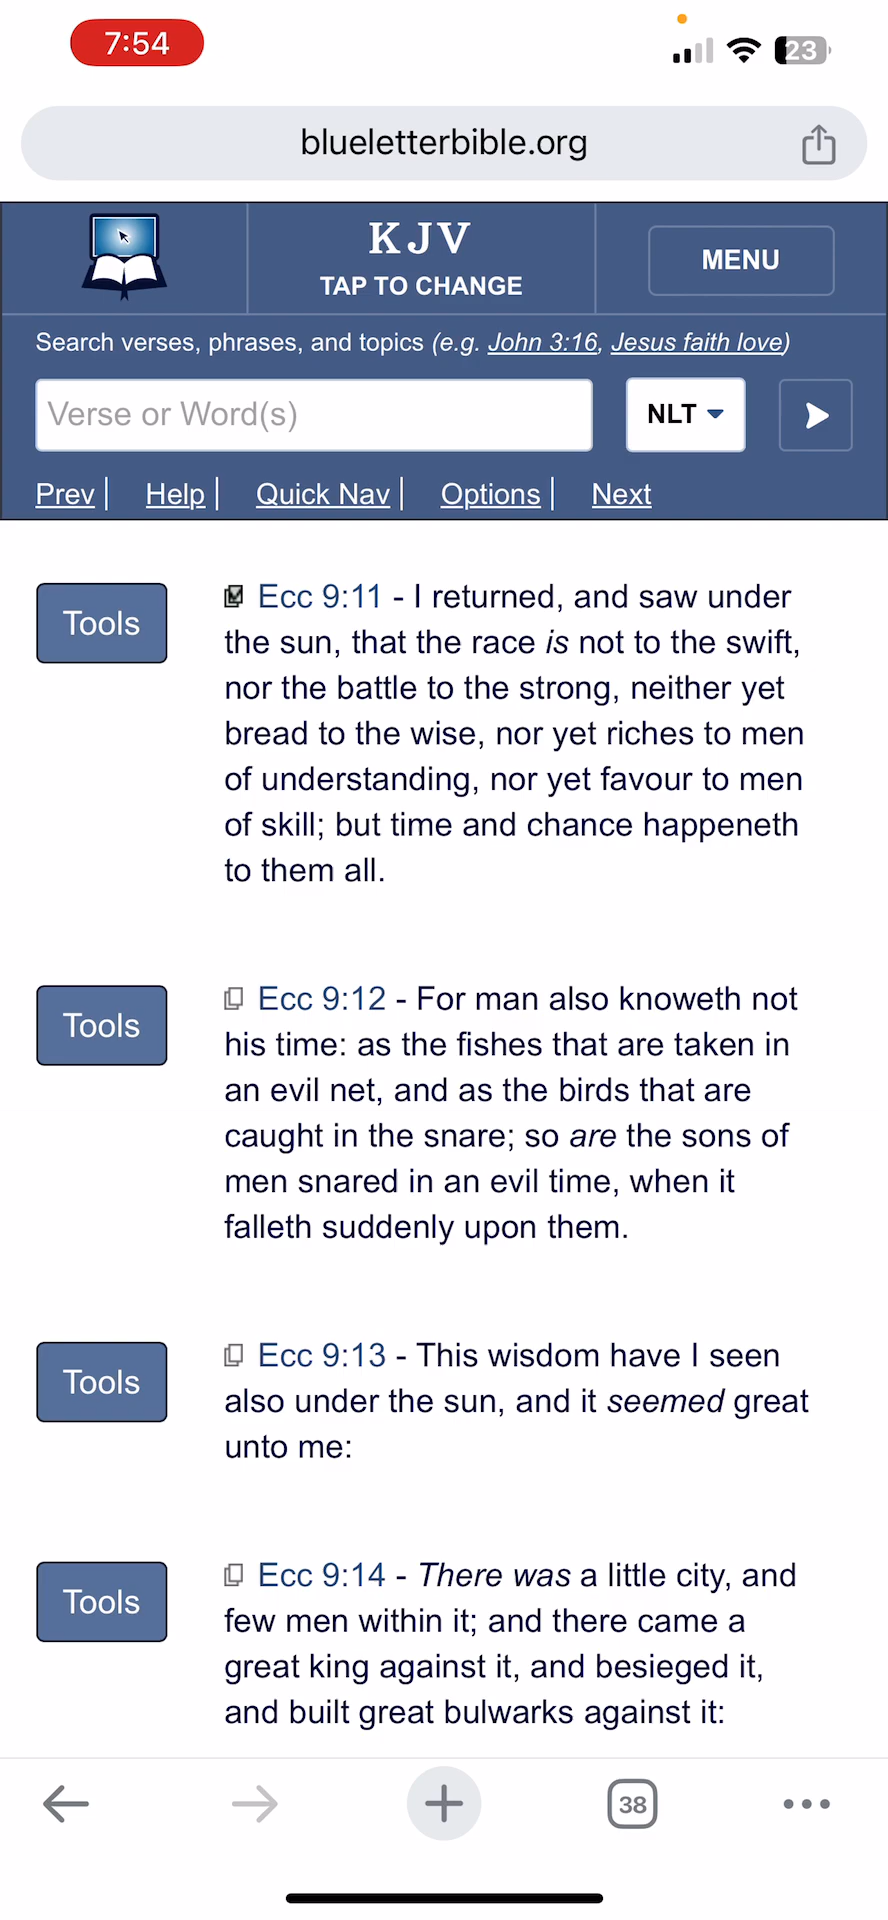 7:54
23
blueletterbible.org
KJV
TAP TO CHANGE
MENU
Search verses, phrases, and topics (e.g. John 3:16, Jesus faith love)
Verse or Word(s)
NLT
Prev | Help | Quick Nav | Options | Next
Tools
Ecc 9:11 - I returned, and saw under
the sun, that the race is not to the swift,
nor the battle to the strong, neither yet
bread to the wise, nor yet riches to men
of understanding, nor yet favour to men
of skill; but time and chance happeneth
to them all.
Tools
Ecc 9:12 - For man also knoweth not
his time: as the fishes that are taken in
an evil net, and as the birds that are
caught in the snare; so are the sons of
men snared in an evil time, when it
falleth suddenly upon them.
Tools
Ecc 9:13 - This wisdom have I seen
also under the sun, and it seemed great
unto me:
Tools
Ecc 9:14 - There was a little city, and
few men within it; and there came a
great king against it, and besieged it,
and built great bulwarks against it:
38